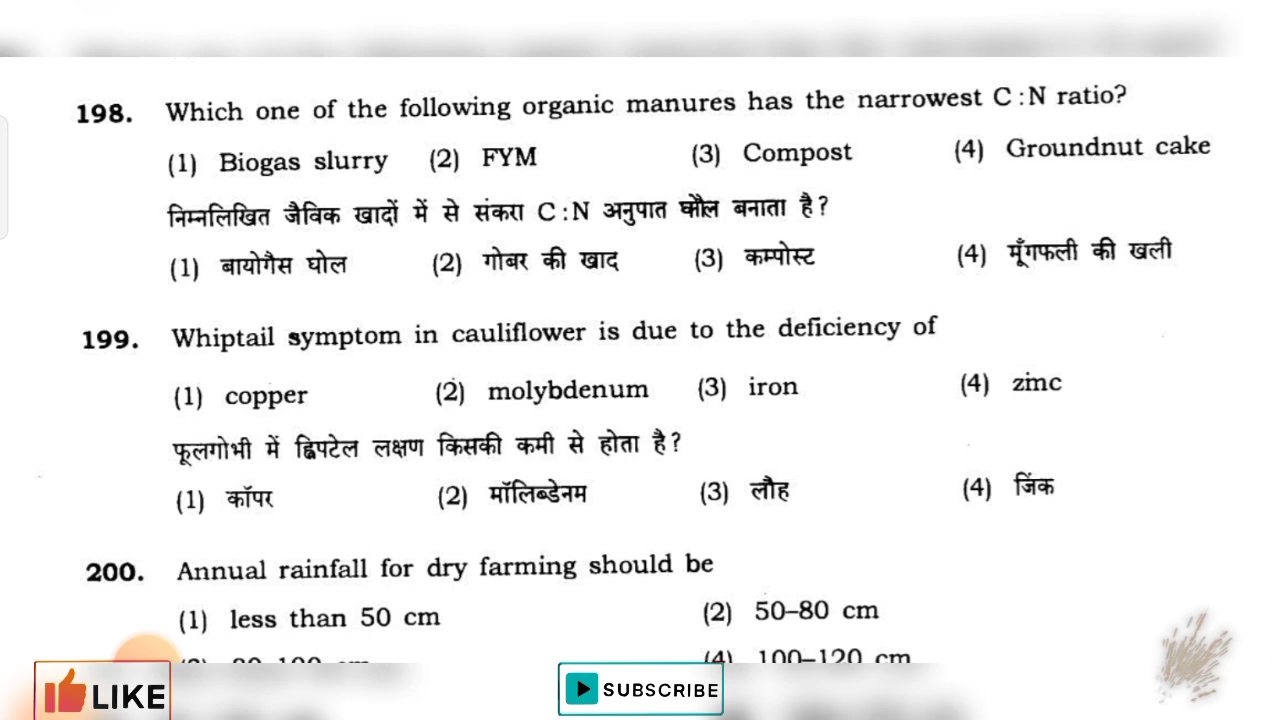 198. Which one of the following organic manures has the narrowest C : N ratio?
(1) Biogas slurry (2) FYM (3) Compost (4) Groundnut cake
निम्नलिखित जैविक खादों में से संकरा C : N अनुपात कौन बनाता है?
(1) बायोगैस घोल (2) गोबर की खाद (3) कम्पोस्ट (4) मूँगफली की खली
199. Whiptail symptom in cauliflower is due to the deficiency of
(1) copper (2) molybdenum (3) iron (4) zinc
फूलगोभी में ह्विपटेल लक्षण किसकी कमी से होता है?
(1) कॉपर (2) मॉलिब्डेनम (3) लौह (4) जिंक
200. Annual rainfall for dry farming should be
(1) less than 50 cm (2) 50–80 cm
(4) 100–120 cm
LIKE
SUBSCRIBE